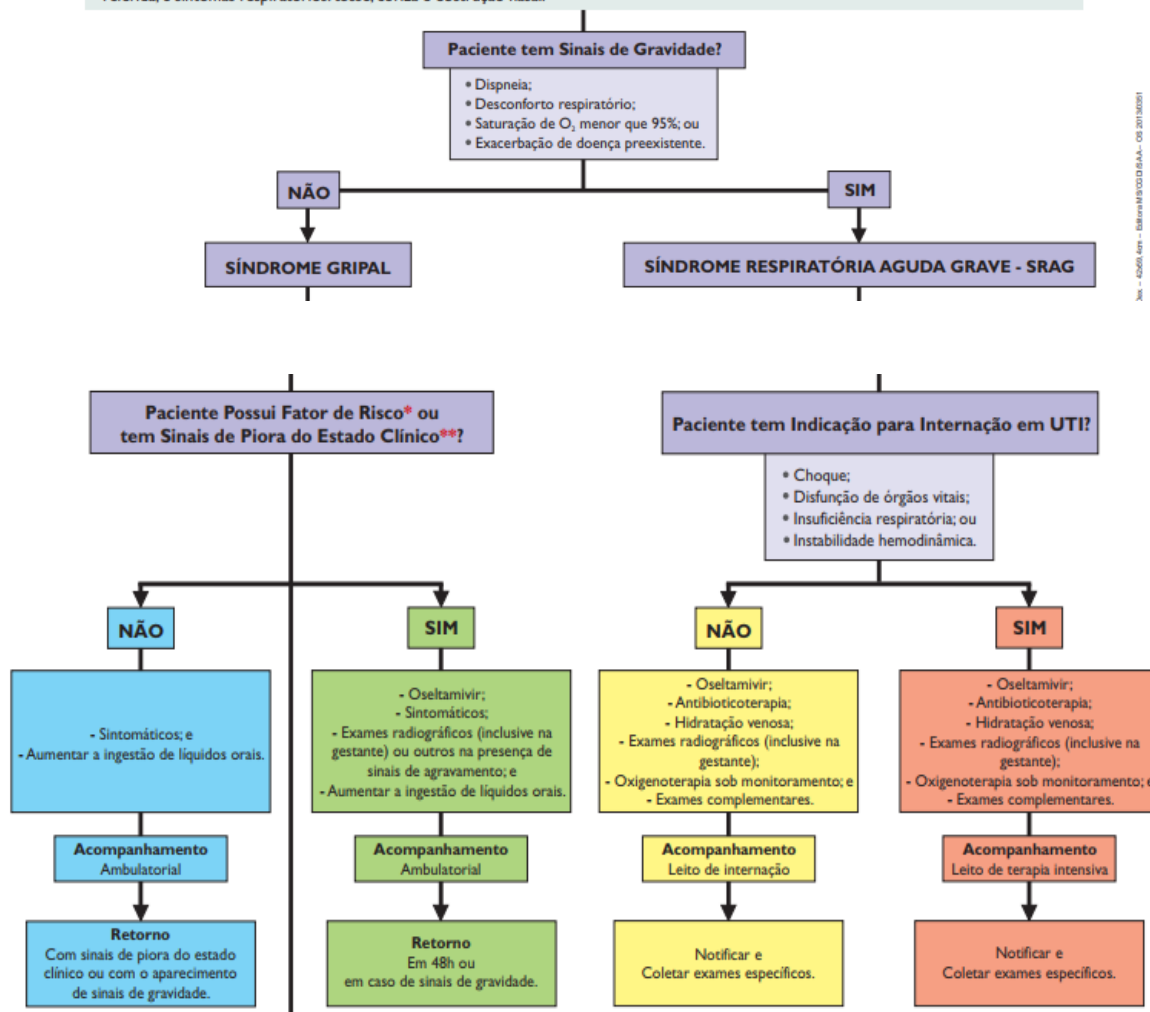 Paciente tem Sinais de Gravidade?
• Dispneia;
• Desconforto respiratório;
• Saturação de O₂ menor que 95%; ou
• Exacerbação de doença preexistente.
NÃO
SIM
SÍNDROME GRIPAL
SÍNDROME RESPIRATÓRIA AGUDA GRAVE - SRAG
Paciente Possui Fator de Risco* ou
tem Sinais de Piora do Estado Clínico**?
Paciente tem Indicação para Internação em UTI?
• Choque;
• Disfunção de órgãos vitais;
• Insuficiência respiratória; ou
• Instabilidade hemodinâmica.
NÃO
- Sintomáticos; e
- Aumentar a ingestão de líquidos orais.
Acompanhamento
Ambulatorial
Retorno
Com sinais de piora do estado
clínico ou com o aparecimento
de sinais de gravidade.
SIM
- Oseltamivir;
- Sintomáticos;
- Exames radiográficos (inclusive na
gestante) ou outros na presença de
sinais de agravamento; e
- Aumentar a ingestão de líquidos orais.
Acompanhamento
Ambulatorial
Retorno
Em 48h ou
em caso de sinais de gravidade.
NÃO
- Oseltamivir;
- Antibioticoterapia;
- Hidratação venosa;
- Exames radiográficos (inclusive na
gestante);
- Oxigenoterapia sob monitoramento; e
- Exames complementares.
Acompanhamento
Leito de internação
Notificar e
Coletar exames específicos.
SIM
- Oseltamivir;
- Antibioticoterapia;
- Hidratação venosa;
- Exames radiográficos (inclusive na
gestante);
- Oxigenoterapia sob monitoramento; e
- Exames complementares.
Acompanhamento
Leito de terapia intensiva
Notificar e
Coletar exames específicos.